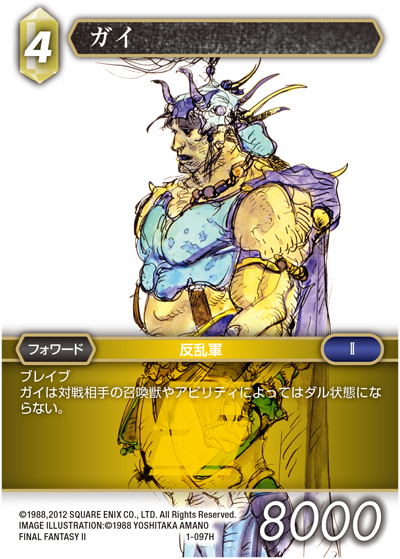 4
ガイ
フォワード
反乱軍
Ⅱ
ブレイブ
ガイは対戦相手の召喚獣やアビリティによってはダル状態にな
らない。
©1988,2012 SQUARE ENIX CO., LTD. All Rights Reserved.
IMAGE ILLUSTRATION:©1988 YOSHITAKA AMANO
FINAL FANTASY II
1-097H
8000